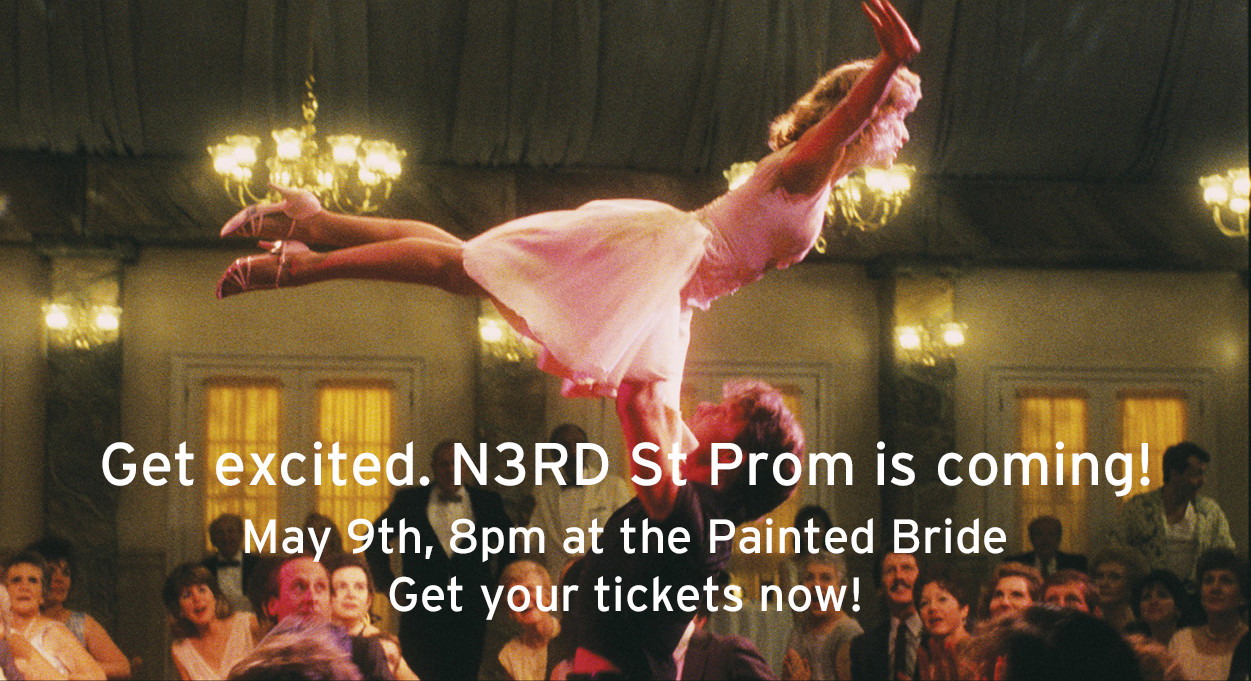 Get excited. N3RD St Prom is coming!
May 9th, 8pm at the Painted Bride
Get your tickets now!